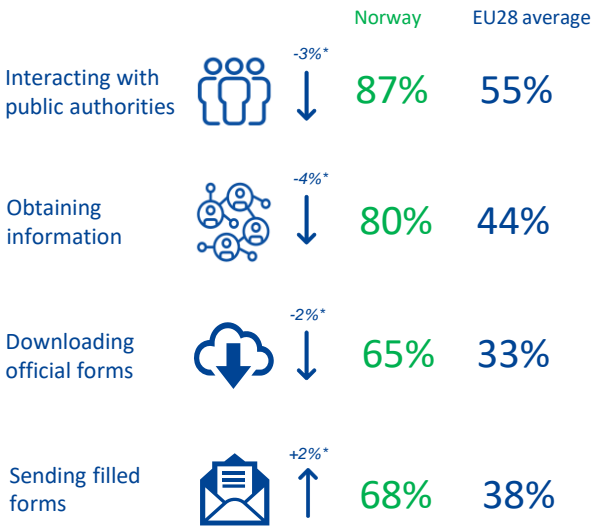 Norway EU28 average
Interacting with
public authorities
-3%*
87% 55%
Obtaining
information
-4%*
80% 44%
Downloading
official forms
-2%*
65% 33%
Sending filled
forms
+2%*
68% 38%